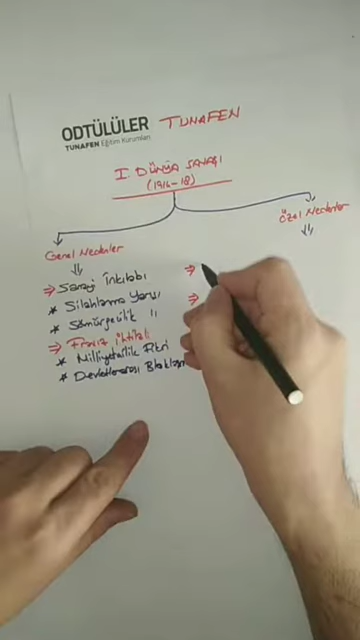 ODTÜLÜLER
TUNAFEN Eğitim Kurumları
TUNAFEN
I. DÜNYA SAVAŞI
(1914-18)
Genel Nedenler
Özel Nedenler
⇒ Sanayi İnkılabı
* Silahlanma Yarışı
* Sömürgecilik "
⇒ Fransız İhtilali
* Milliyetçilik Fikri
* Devletlerarası